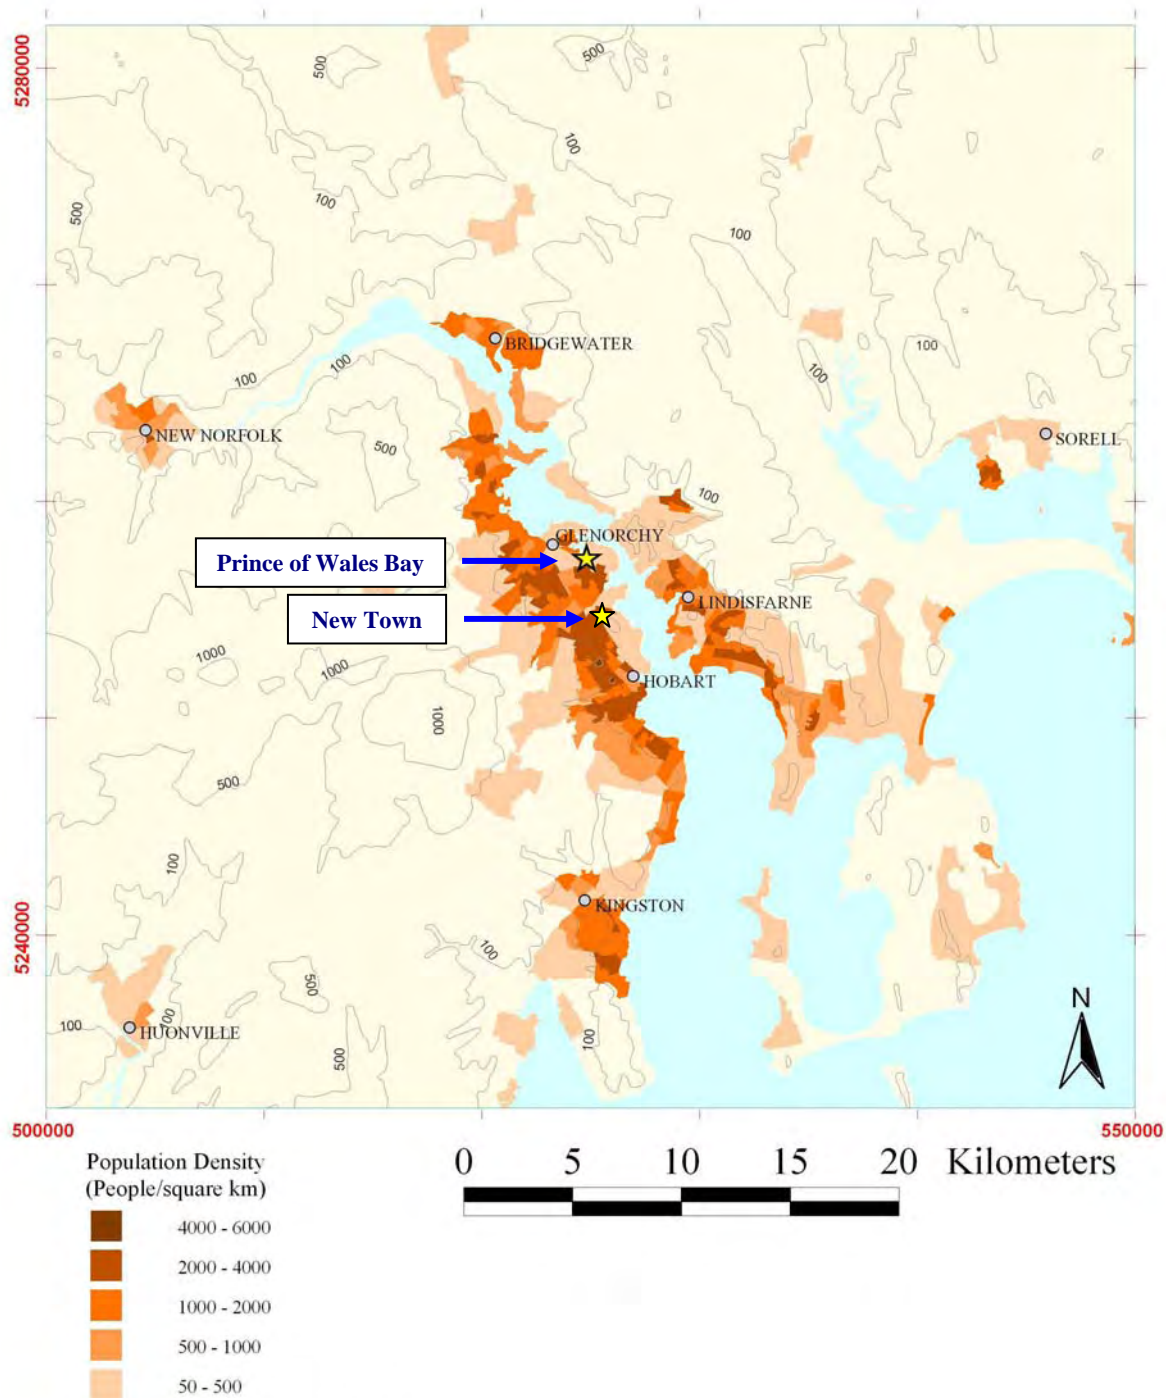 5280000
500
500
100
100
500
100
BRIDGEWATER
100
100
100
100
NEW NORFOLK
500
SORELL
100
GLENORCHY
Prince of Wales Bay
LINDISFARNE
New Town
1000
1000
HOBART
1000
500
100
KINGSTON
5240000
100
500
N
100
100
HUONVILLE
100
500
500000
550000
Population Density
(People/square km)
0 5 10 15 20 Kilometers
4000 - 6000
2000 - 4000
1000 - 2000
500 - 1000
50 - 500